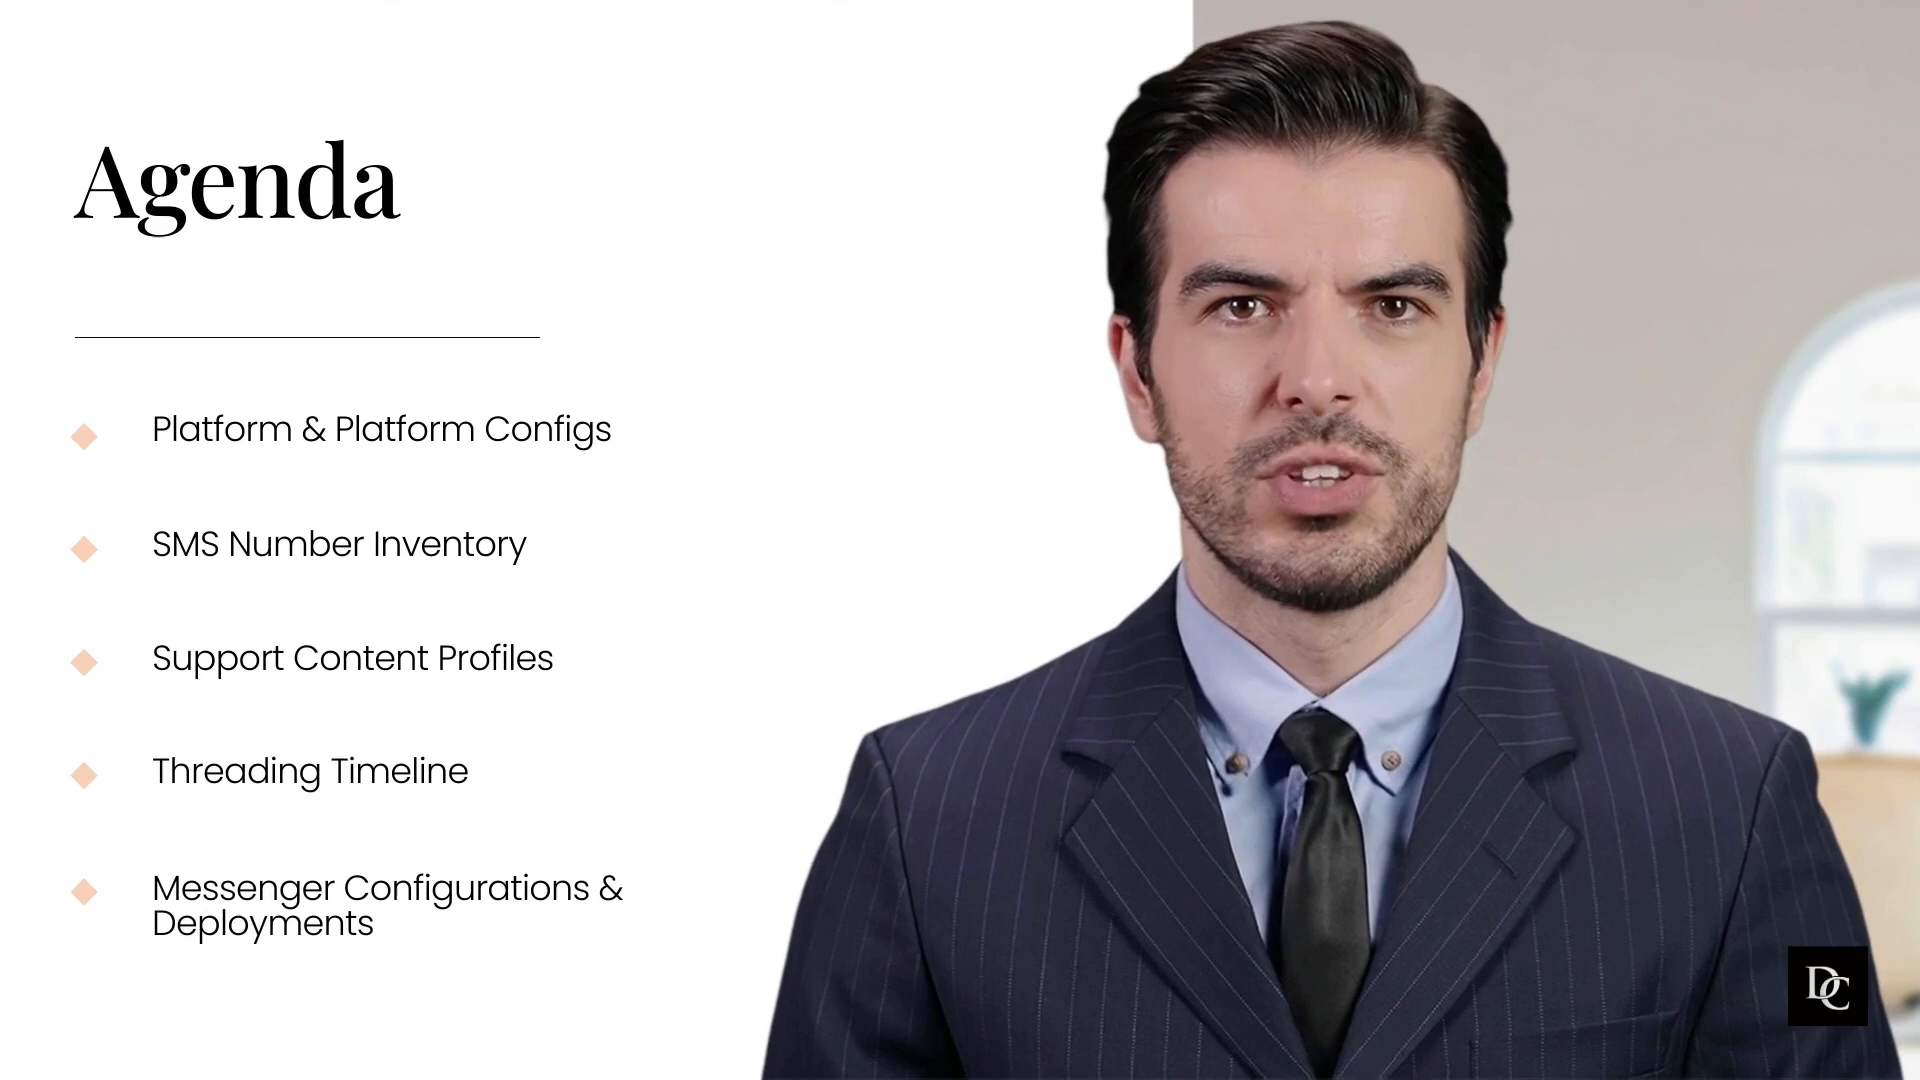 Agenda
Platform & Platform Configs
SMS Number Inventory
Support Content Profiles
Threading Timeline
Messenger Configurations &
Deployments
DC